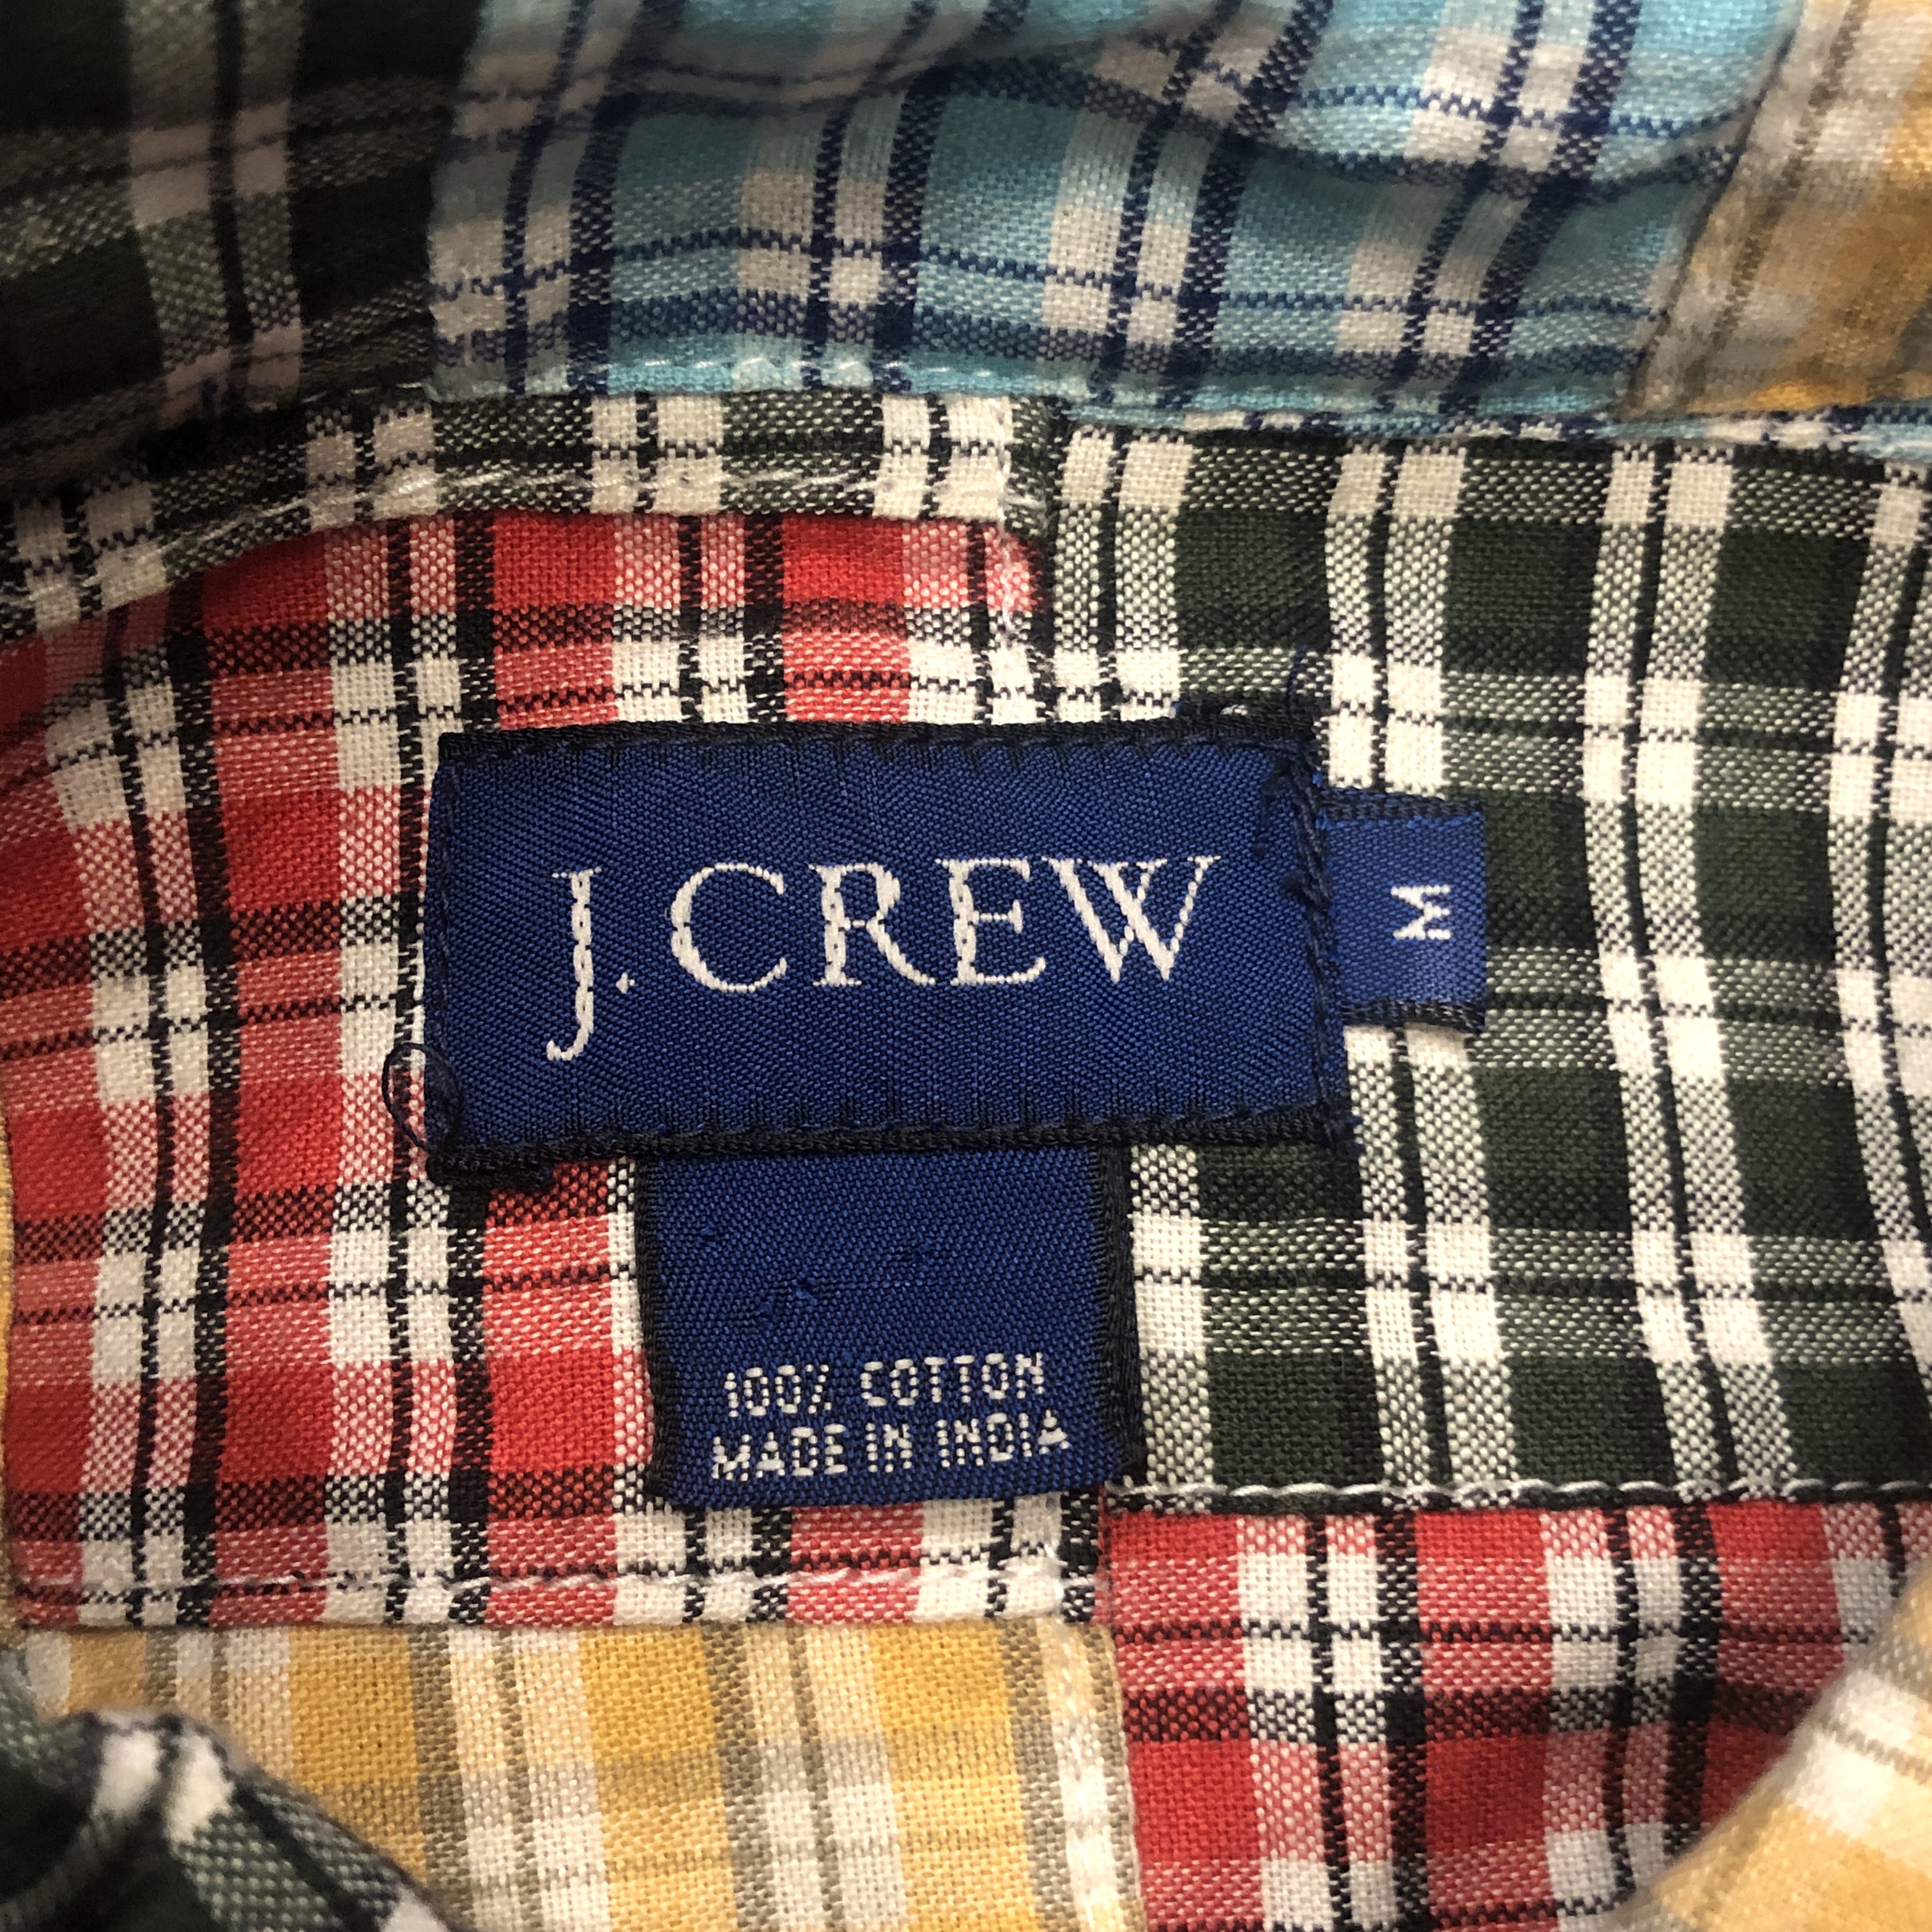 J. CREW
M
100% COTTON
MADE IN INDIA